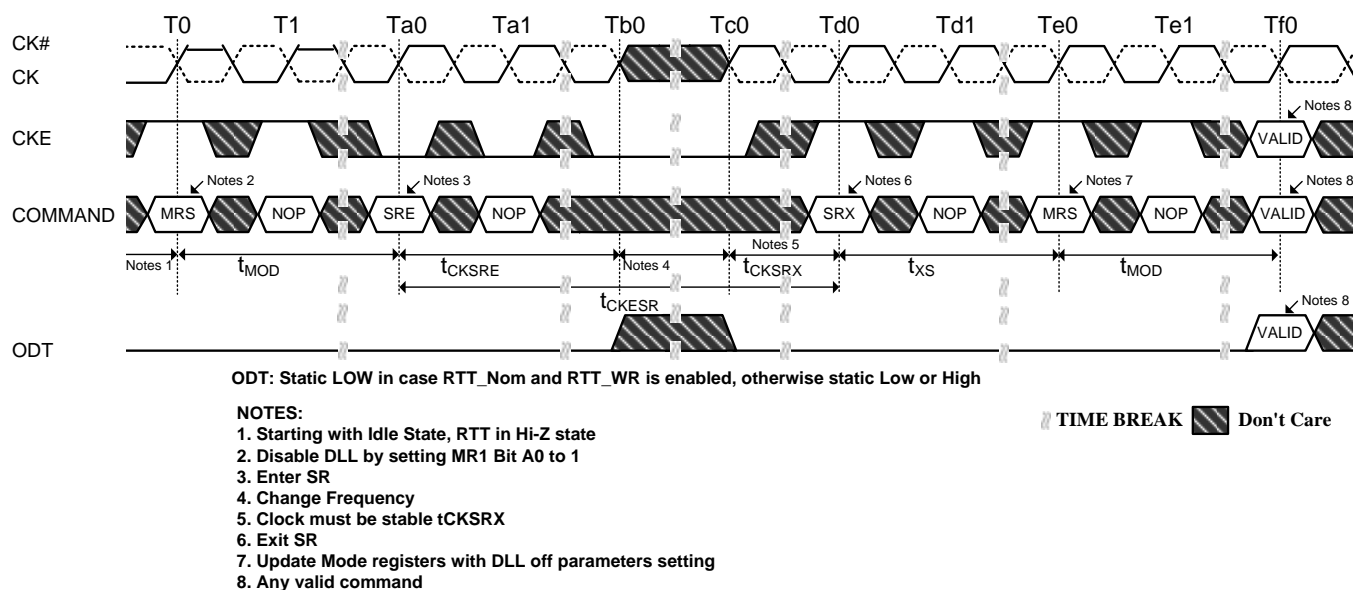 T0 T1 Ta0 Ta1 Tb0 Tc0 Td0 Td1 Te0 Te1 Tf0
CK#
CK
Notes 8
CKE
VALID
Notes 2 Notes 3 Notes 6 Notes 7 Notes 8
COMMAND MRS NOP SRE NOP SRX NOP MRS NOP VALID
Notes 5
Notes 1 tMOD tCKSRE Notes 4 tCKSRX tXS tMOD
tCKESR
Notes 8
ODT VALID
ODT: Static LOW in case RTT_Nom and RTT_WR is enabled, otherwise static Low or High
NOTES:
1. Starting with Idle State, RTT in Hi-Z state
2. Disable DLL by setting MR1 Bit A0 to 1
3. Enter SR
4. Change Frequency
5. Clock must be stable tCKSRX
6. Exit SR
7. Update Mode registers with DLL off parameters setting
8. Any valid command
TIME BREAK Don't Care